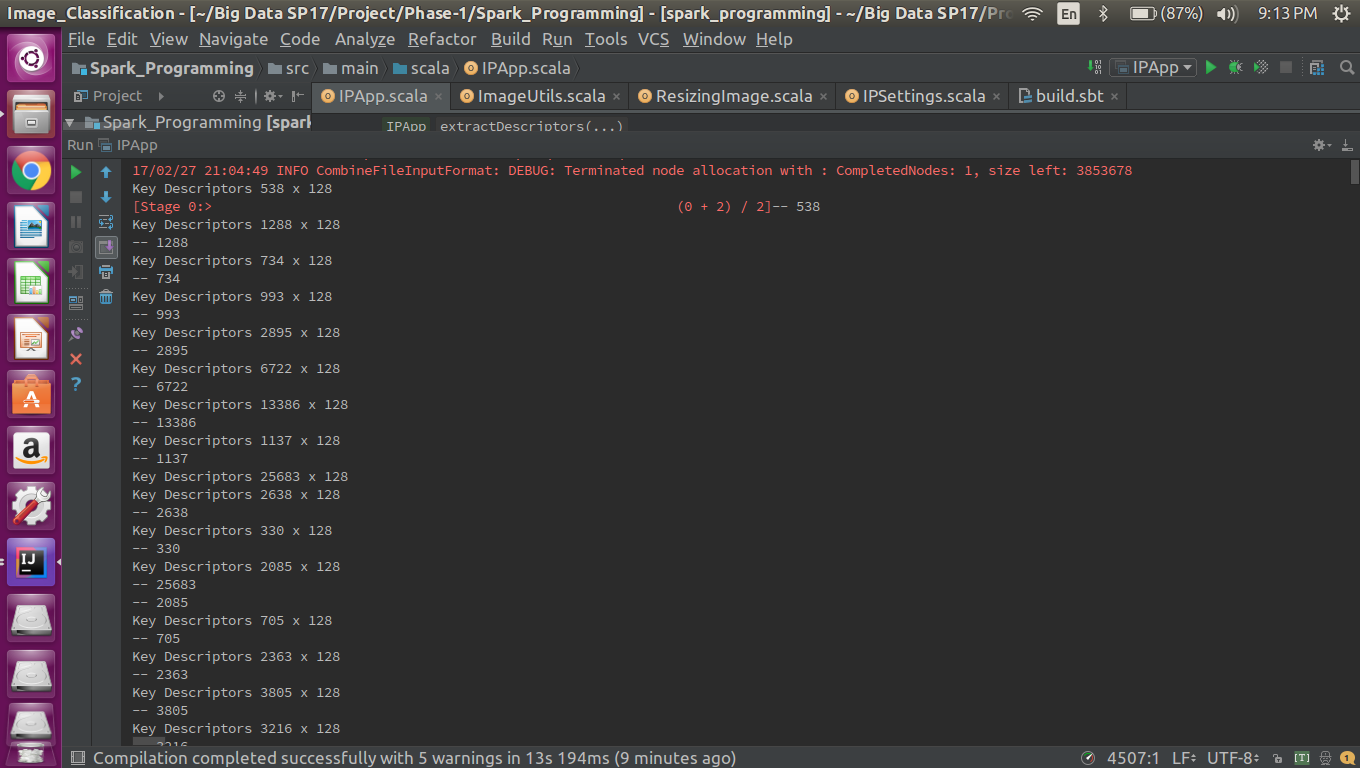 Image_Classification - [~/Big Data SP17/Project/Phase-1/Spark_Programming] - [spark_programming] - ~/Big Data SP17/Pr
En (87%) 9:13 PM
File Edit View Navigate Code Analyze Refactor Build Run Tools VCS Window Help
Spark_Programming src main scala IPApp.scala IPApp
Project IPApp.scala ImageUtils.scala ResizingImage.scala IPSettings.scala build.sbt
Spark_Programming [spark IPApp extractDescriptors(...)
Run IPApp
17/02/27 21:04:49 INFO CombineFileInputFormat: DEBUG: Terminated node allocation with : CompletedNodes: 1, size left: 3853678
Key Descriptors 538 x 128
[Stage 0:> (0 + 2) / 2]-- 538
Key Descriptors 1288 x 128
-- 1288
Key Descriptors 734 x 128
-- 734
Key Descriptors 993 x 128
-- 993
Key Descriptors 2895 x 128
-- 2895
Key Descriptors 6722 x 128
-- 6722
Key Descriptors 13386 x 128
-- 13386
Key Descriptors 1137 x 128
-- 1137
Key Descriptors 25683 x 128
Key Descriptors 2638 x 128
-- 2638
Key Descriptors 330 x 128
-- 330
Key Descriptors 2085 x 128
-- 25683
-- 2085
Key Descriptors 705 x 128
-- 705
Key Descriptors 2363 x 128
-- 2363
Key Descriptors 3805 x 128
-- 3805
Key Descriptors 3216 x 128
Compilation completed successfully with 5 warnings in 13s 194ms (9 minutes ago) 4507:1 LF UTF-8 [T] 1